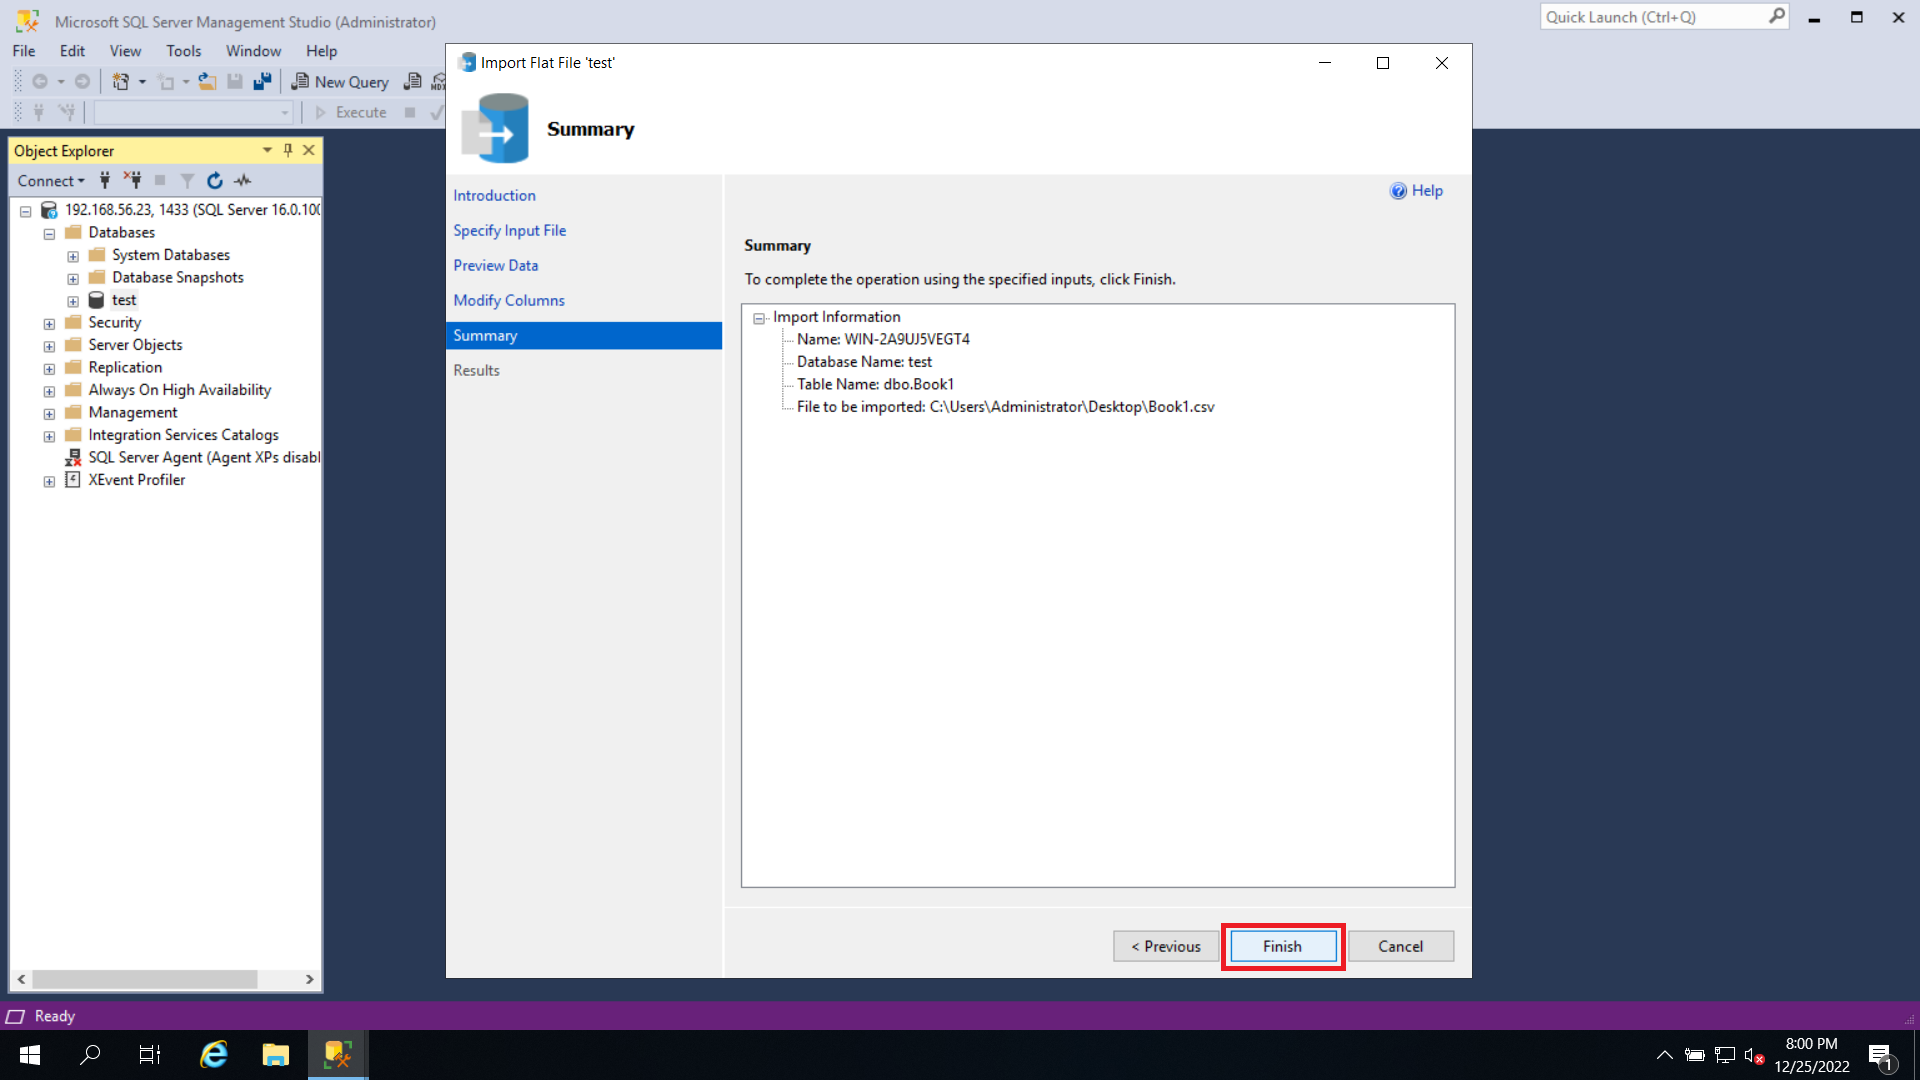 Microsoft SQL Server Management Studio (Administrator)
Quick Launch (Ctrl+Q)
File Edit View Tools Window Help
New Query
Execute
Import Flat File 'test'
Summary
Object Explorer
Connect
192.168.56.23, 1433 (SQL Server 16.0.100
Databases
System Databases
Database Snapshots
test
Security
Server Objects
Replication
Always On High Availability
Management
Integration Services Catalogs
SQL Server Agent (Agent XPs disabl
XEvent Profiler
Introduction
Specify Input File
Preview Data
Modify Columns
Summary
Results
Help
Summary
To complete the operation using the specified inputs, click Finish.
Import Information
Name: WIN-2A9UJ5VEGT4
Database Name: test
Table Name: dbo.Book1
File to be imported: C:\Users\Administrator\Desktop\Book1.csv
< Previous Finish Cancel
Ready
8:00 PM
12/25/2022
1